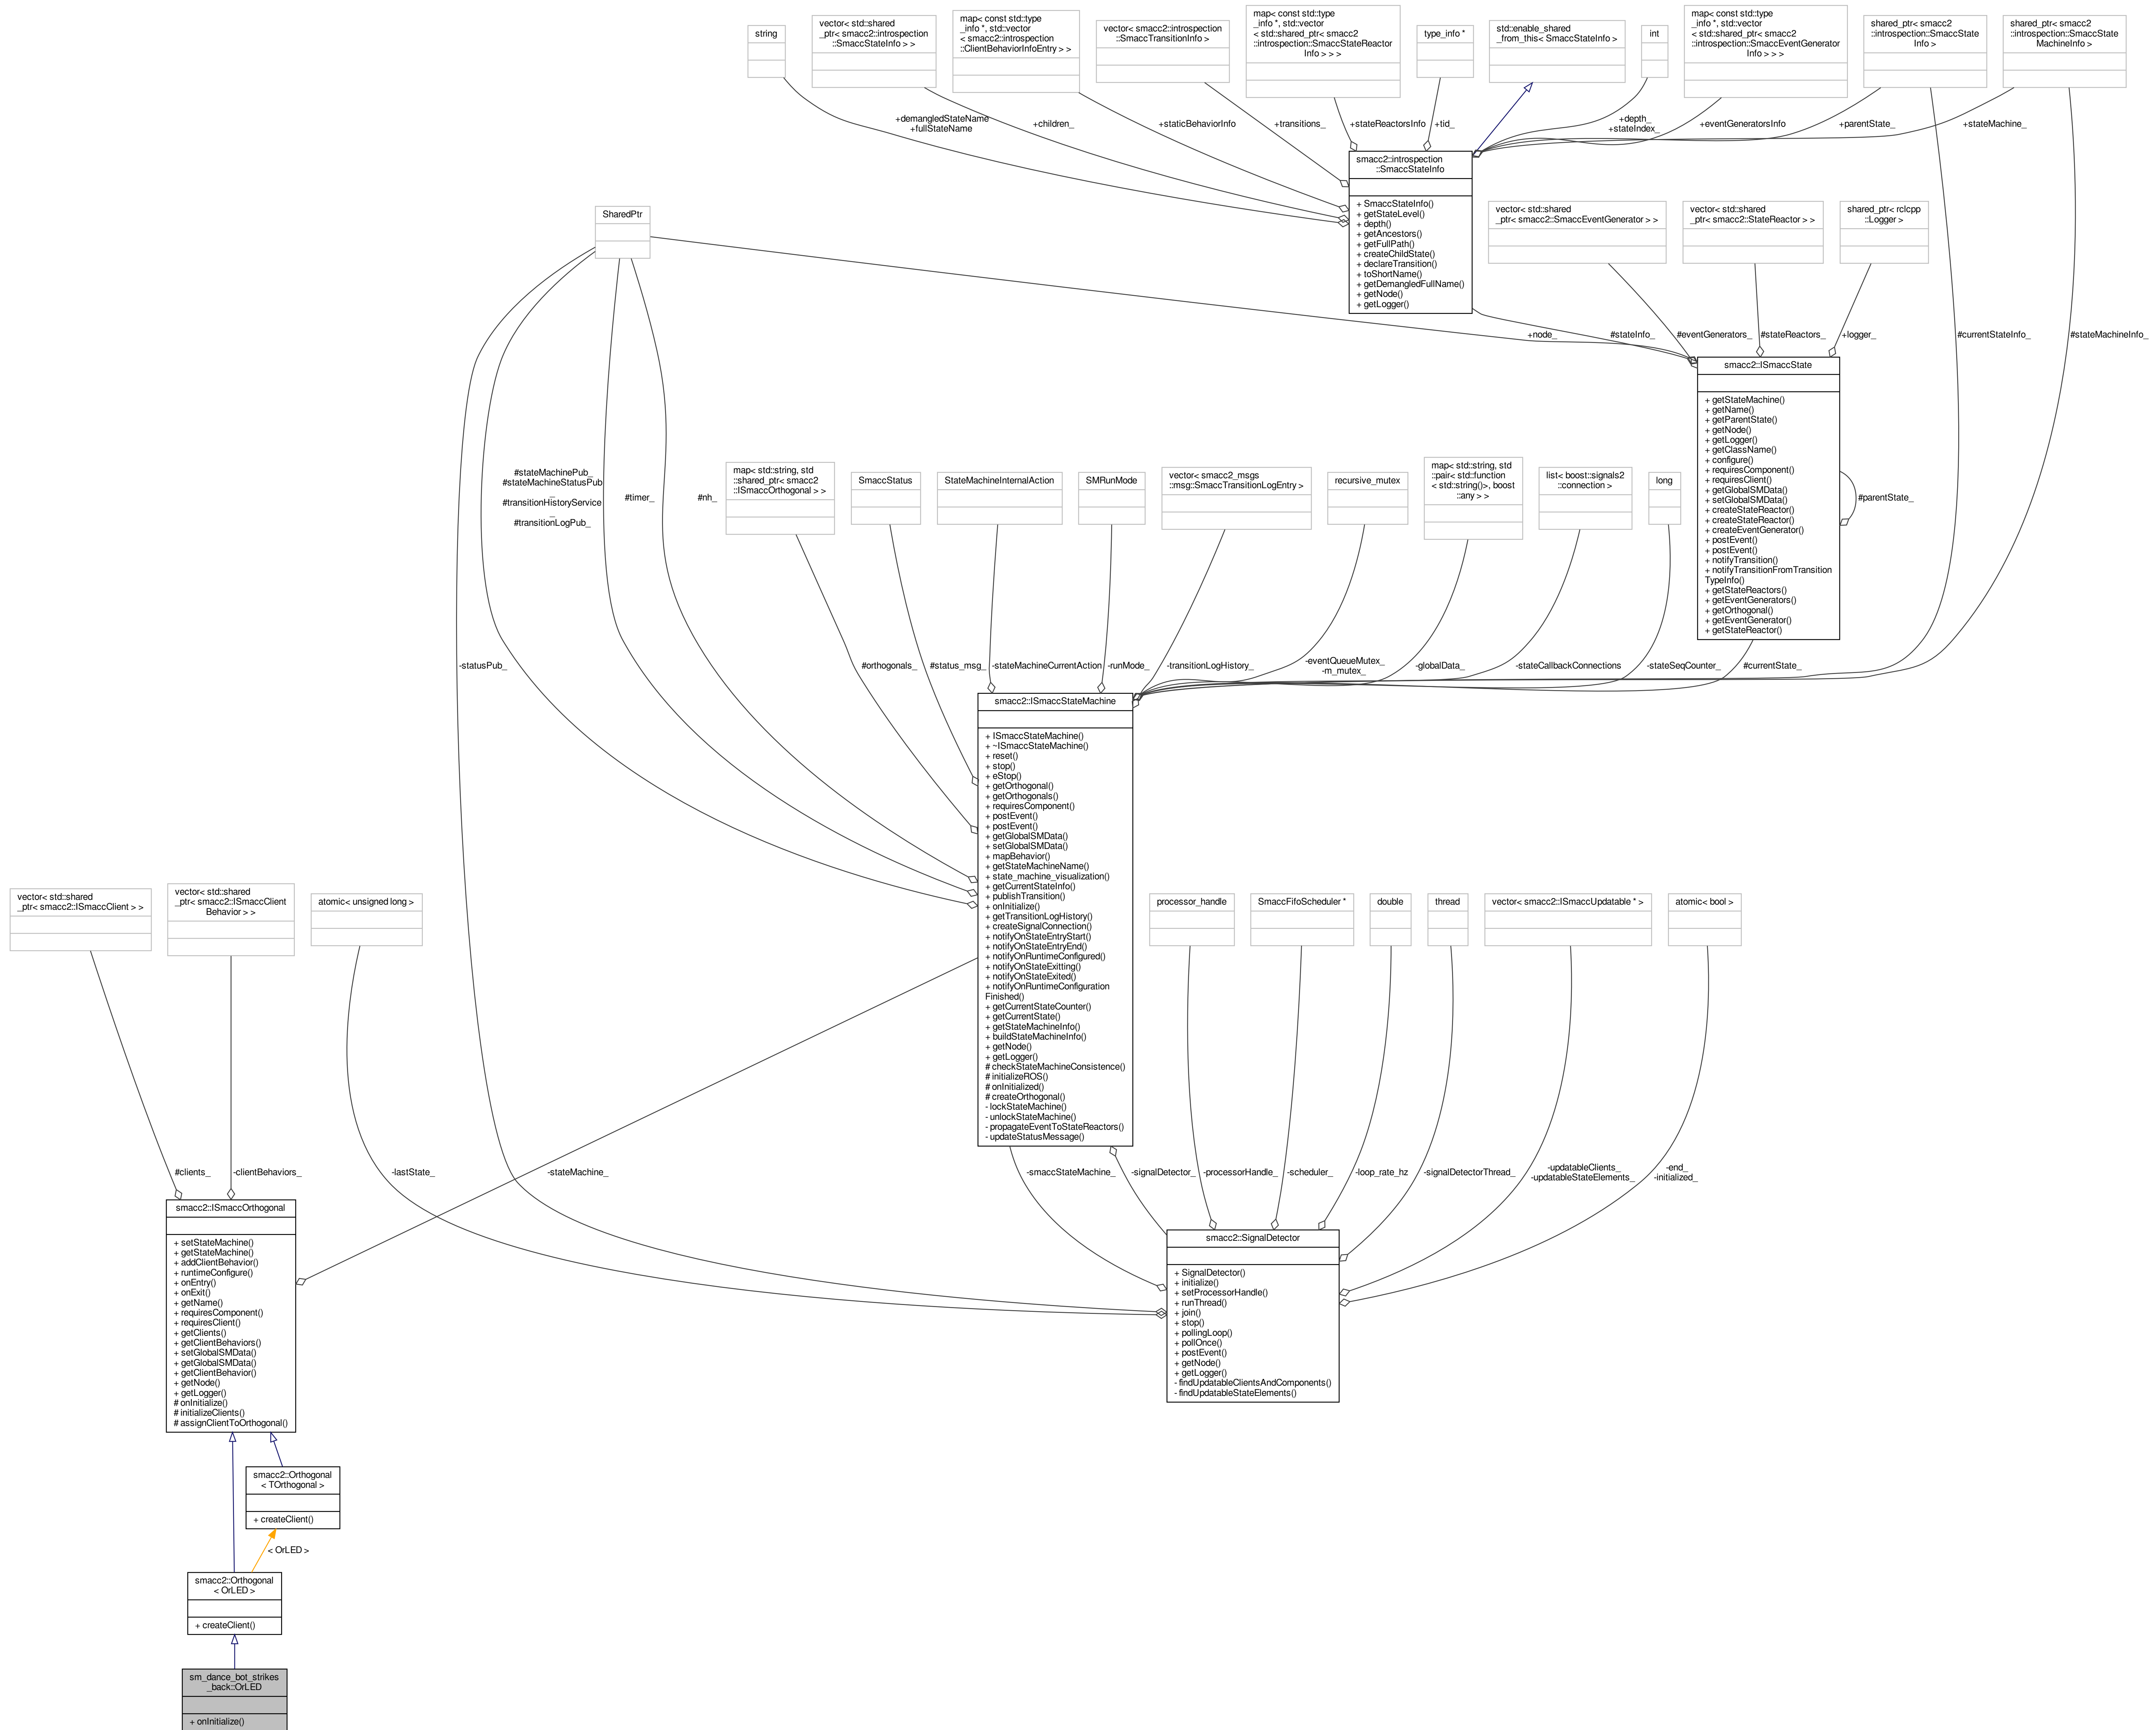 string
vector< std::shared
_ptr< smacc2::introspection
::SmaccStateInfo > >
map< const std::type
_info *, std::vector
< smacc2::introspection
::ClientBehaviorInfoEntry > >
vector< smacc2::introspection
::SmaccTransitionInfo >
map< const std::type
_info *, std::vector
< std::shared_ptr< smacc2
::introspection::SmaccStateReactor
Info > > >
type_info *
std::enable_shared
_from_this< SmaccStateInfo >
int
map< const std::type
_info *, std::vector
< std::shared_ptr< smacc2
::introspection::SmaccEventGenerator
Info > > >
shared_ptr< smacc2
::introspection::SmaccState
Info >
shared_ptr< smacc2
::introspection::SmaccState
MachineInfo >
+demangledStateName
+fullStateName
+children_
+staticBehaviorInfo
+transitions_
+stateReactorsInfo
+tid_
+depth_
+stateIndex_
+eventGeneratorsInfo
+parentState_
+stateMachine_
smacc2::introspection
::SmaccStateInfo
+ SmaccStateInfo()
+ getStateLevel()
+ depth()
+ getAncestors()
+ getFullPath()
+ createChildState()
+ declareTransition()
+ toShortName()
+ getDemangledFullName()
+ getNode()
+ getLogger()
SharedPtr
vector< std::shared
_ptr< smacc2::SmaccEventGenerator > >
vector< std::shared
_ptr< smacc2::StateReactor > >
shared_ptr< rclcpp
::Logger >
+node_
#stateInfo_
#eventGenerators_
#stateReactors_
+logger_
#currentStateInfo_
#stateMachineInfo_
smacc2::ISmaccState
+ getStateMachine()
+ getName()
+ getParentState()
+ getNode()
+ getLogger()
+ getClassName()
+ configure()
+ requiresComponent()
+ requiresClient()
+ getGlobalSMData()
+ setGlobalSMData()
+ createStateReactor()
+ createStateReactor()
+ createEventGenerator()
+ postEvent()
+ postEvent()
+ notifyTransition()
+ notifyTransitionFromTransition
TypeInfo()
+ getStateReactors()
+ getEventGenerators()
+ getOrthogonal()
+ getEventGenerator()
+ getStateReactor()
#parentState_
#stateMachinePub_
#stateMachineStatusPub
_
#transitionHistoryService
_
#transitionLogPub_
#timer_
#nh_
map< std::string, std
::shared_ptr< smacc2
::ISmaccOrthogonal > >
SmaccStatus
StateMachineInternalAction
SMRunMode
vector< smacc2_msgs
::msg::SmaccTransitionLogEntry >
recursive_mutex
map< std::string, std
::pair< std::function
< std::string()>, boost
::any > >
list< boost::signals2
::connection >
long
-statusPub_
#orthogonals_
#status_msg_
-stateMachineCurrentAction
-runMode_
-transitionLogHistory_
-eventQueueMutex_
-m_mutex_
-globalData_
-stateCallbackConnections
-stateSeqCounter_
#currentState_
smacc2::ISmaccStateMachine
+ ISmaccStateMachine()
+ ~ISmaccStateMachine()
+ reset()
+ stop()
+ eStop()
+ getOrthogonal()
+ getOrthogonals()
+ requiresComponent()
+ postEvent()
+ postEvent()
+ getGlobalSMData()
+ setGlobalSMData()
+ mapBehavior()
+ getStateMachineName()
+ state_machine_visualization()
+ getCurrentStateInfo()
+ publishTransition()
+ onInitialize()
+ getTransitionLogHistory()
+ createSignalConnection()
+ notifyOnStateEntryStart()
+ notifyOnStateEntryEnd()
+ notifyOnRuntimeConfigured()
+ notifyOnStateExitting()
+ notifyOnStateExited()
+ notifyOnRuntimeConfiguration
Finished()
+ getCurrentStateCounter()
+ getCurrentState()
+ getStateMachineInfo()
+ buildStateMachineInfo()
+ getNode()
+ getLogger()
# checkStateMachineConsistence()
# initializeROS()
# onInitialized()
# createOrthogonal()
- lockStateMachine()
- unlockStateMachine()
- propagateEventToStateReactors()
- updateStatusMessage()
vector< std::shared
_ptr< smacc2::ISmaccClient > >
vector< std::shared
_ptr< smacc2::ISmaccClient
Behavior > >
atomic< unsigned long >
processor_handle
SmaccFifoScheduler *
double
thread
vector< smacc2::ISmaccUpdatable * >
atomic< bool >
#clients_
-clientBehaviors_
-lastState_
-stateMachine_
-smaccStateMachine_
-signalDetector_
-processorHandle_
-scheduler_
-loop_rate_hz
-signalDetectorThread_
-updatableClients_
-updatableStateElements_
-end_
-initialized_
smacc2::ISmaccOrthogonal
+ setStateMachine()
+ getStateMachine()
+ addClientBehavior()
+ runtimeConfigure()
+ onEntry()
+ onExit()
+ getName()
+ requiresComponent()
+ requiresClient()
+ getClients()
+ getClientBehaviors()
+ setGlobalSMData()
+ getGlobalSMData()
+ getClientBehavior()
+ getNode()
+ getLogger()
# onInitialize()
# initializeClients()
# assignClientToOrthogonal()
smacc2::SignalDetector
+ SignalDetector()
+ initialize()
+ setProcessorHandle()
+ runThread()
+ join()
+ stop()
+ pollingLoop()
+ pollOnce()
+ postEvent()
+ getNode()
+ getLogger()
- findUpdatableClientsAndComponents()
- findUpdatableStateElements()
smacc2::Orthogonal
< TOrthogonal >
+ createClient()
< OrLED >
smacc2::Orthogonal
< OrLED >
+ createClient()
sm_dance_bot_strikes
_back::OrLED
+ onInitialize()